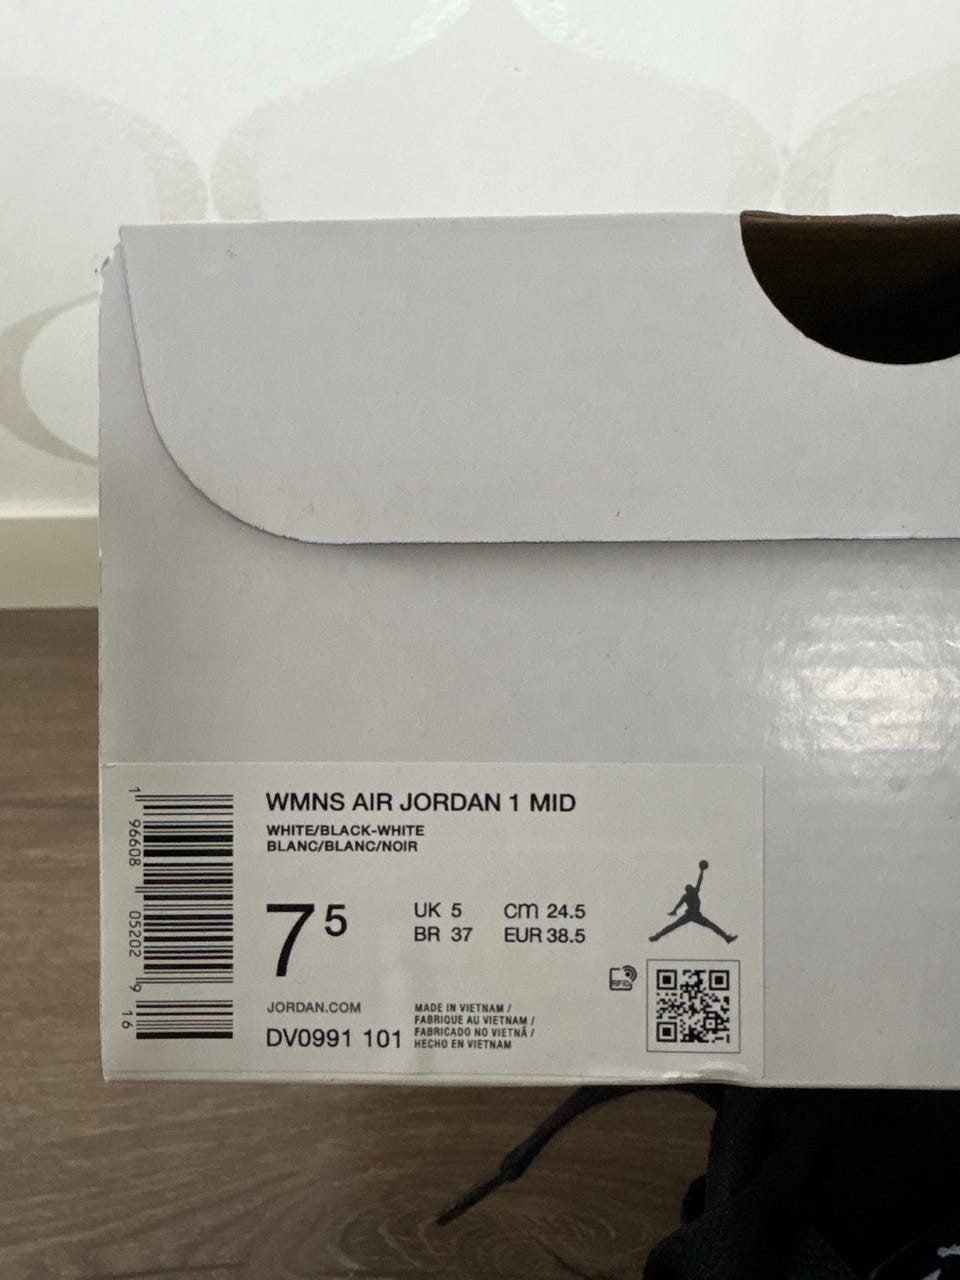 WMNS AIR JORDAN 1 MID
WHITE/BLACK-WHITE
BLANC/BLANC/NOIR
7 5
UK 5 CM 24.5
BR 37 EUR 38.5
RFID
JORDAN.COM
DV0991 101
MADE IN VIETNAM /
FABRIQUE AU VIETNAM /
FABRICADO NO VIETNÃ /
HECHO EN VIETNAM
1 96608 05202 9 16